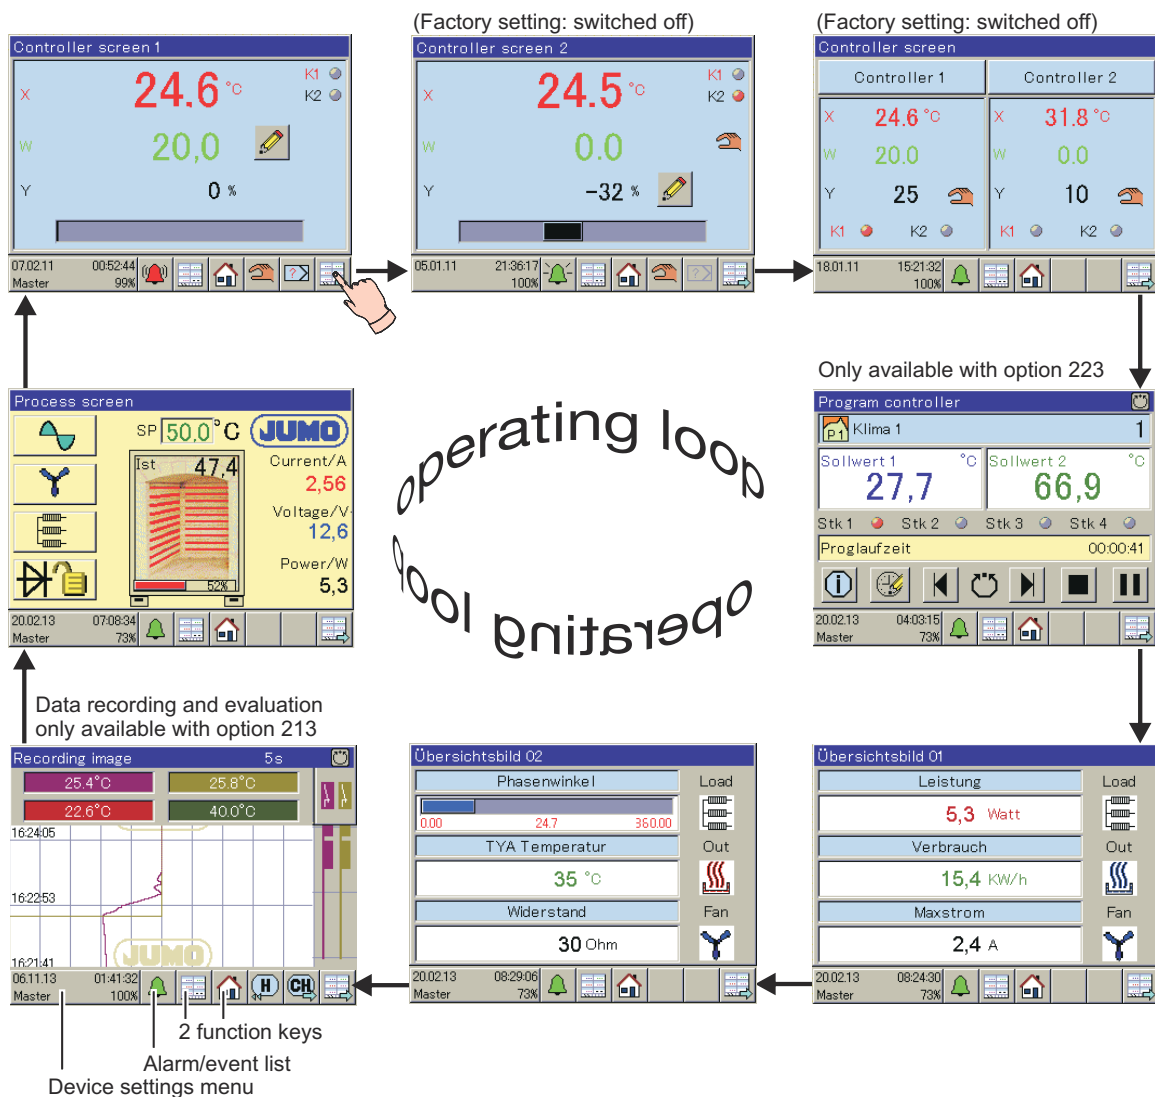 (Factory setting: switched off)
(Factory setting: switched off)
Controller screen 1
X 24.6 °C
K1
K2
W 20,0
Y 0 %
07.02.11 00:52:44
Master 99%
Controller screen 2
X 24.5 °C
K1
K2
W 0.0
Y -32 %
05.01.11 21:36:17
100%
Controller screen
Controller 1 Controller 2
X 24.6 °C X 31.8 °C
W 20.0 W 0.0
Y 25 Y 10
K1 K2 K1 K2
18.01.11 15:21:32
100%
Only available with option 223
Process screen
SP 50,0 °C JUMO
Ist 47,4
52%
Current/A
2,56
Voltage/V
12,6
Power/W
5,3
20.02.13 07:08:34
Master 73%
operating loop
operating loop
Program controller
P1 Klima 1 1
Sollwert 1 °C Sollwert 2 °C
27,7 66,9
Stk 1 Stk 2 Stk 3 Stk 4
Proglaufzeit 00:00:41
i
20.02.13 04:03:15
Master 73%
Data recording and evaluation
only available with option 213
Recording image 5s
25.4°C 25.8°C
22.6°C 40.0°C
16:24:05
16:22:53
16:21:41
JUMO
06.11.13 01:41:32
Master 100%
H CH
Übersichtsbild 02
Phasenwinkel Load
0.00 24.7 360.00
TYA Temperatur Out
35 °C
Widerstand Fan
30 Ohm
20.02.13 08:29:06
Master 73%
Übersichtsbild 01
Leistung Load
5,3 Watt
Verbrauch Out
15,4 KW/h
Maxstrom Fan
2,4 A
20.02.13 08:24:30
Master 73%
2 function keys
Alarm/event list
Device settings menu